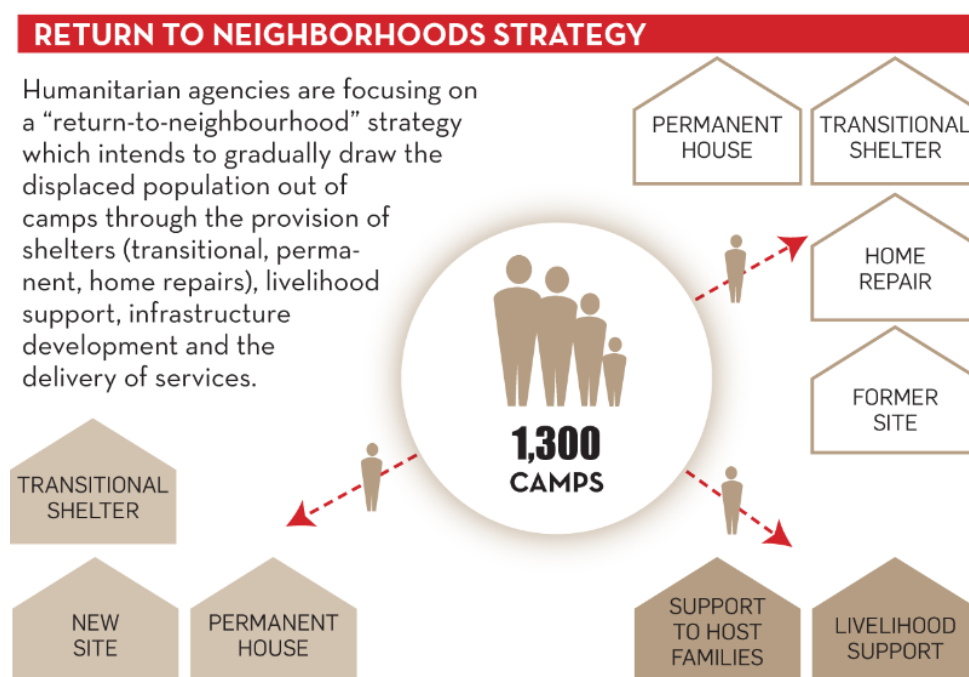 RETURN TO NEIGHBORHOODS STRATEGY
Humanitarian agencies are focusing on
a “return-to-neighbourhood” strategy
which intends to gradually draw the
displaced population out of
camps through the provision of
shelters (transitional, perma-
nent, home repairs), livelihood
support, infrastructure
development and the
delivery of services.
PERMANENT
HOUSE
TRANSITIONAL
SHELTER
HOME
REPAIR
FORMER
SITE
1,300
CAMPS
TRANSITIONAL
SHELTER
NEW
SITE
PERMANENT
HOUSE
SUPPORT
TO HOST
FAMILIES
LIVELIHOOD
SUPPORT